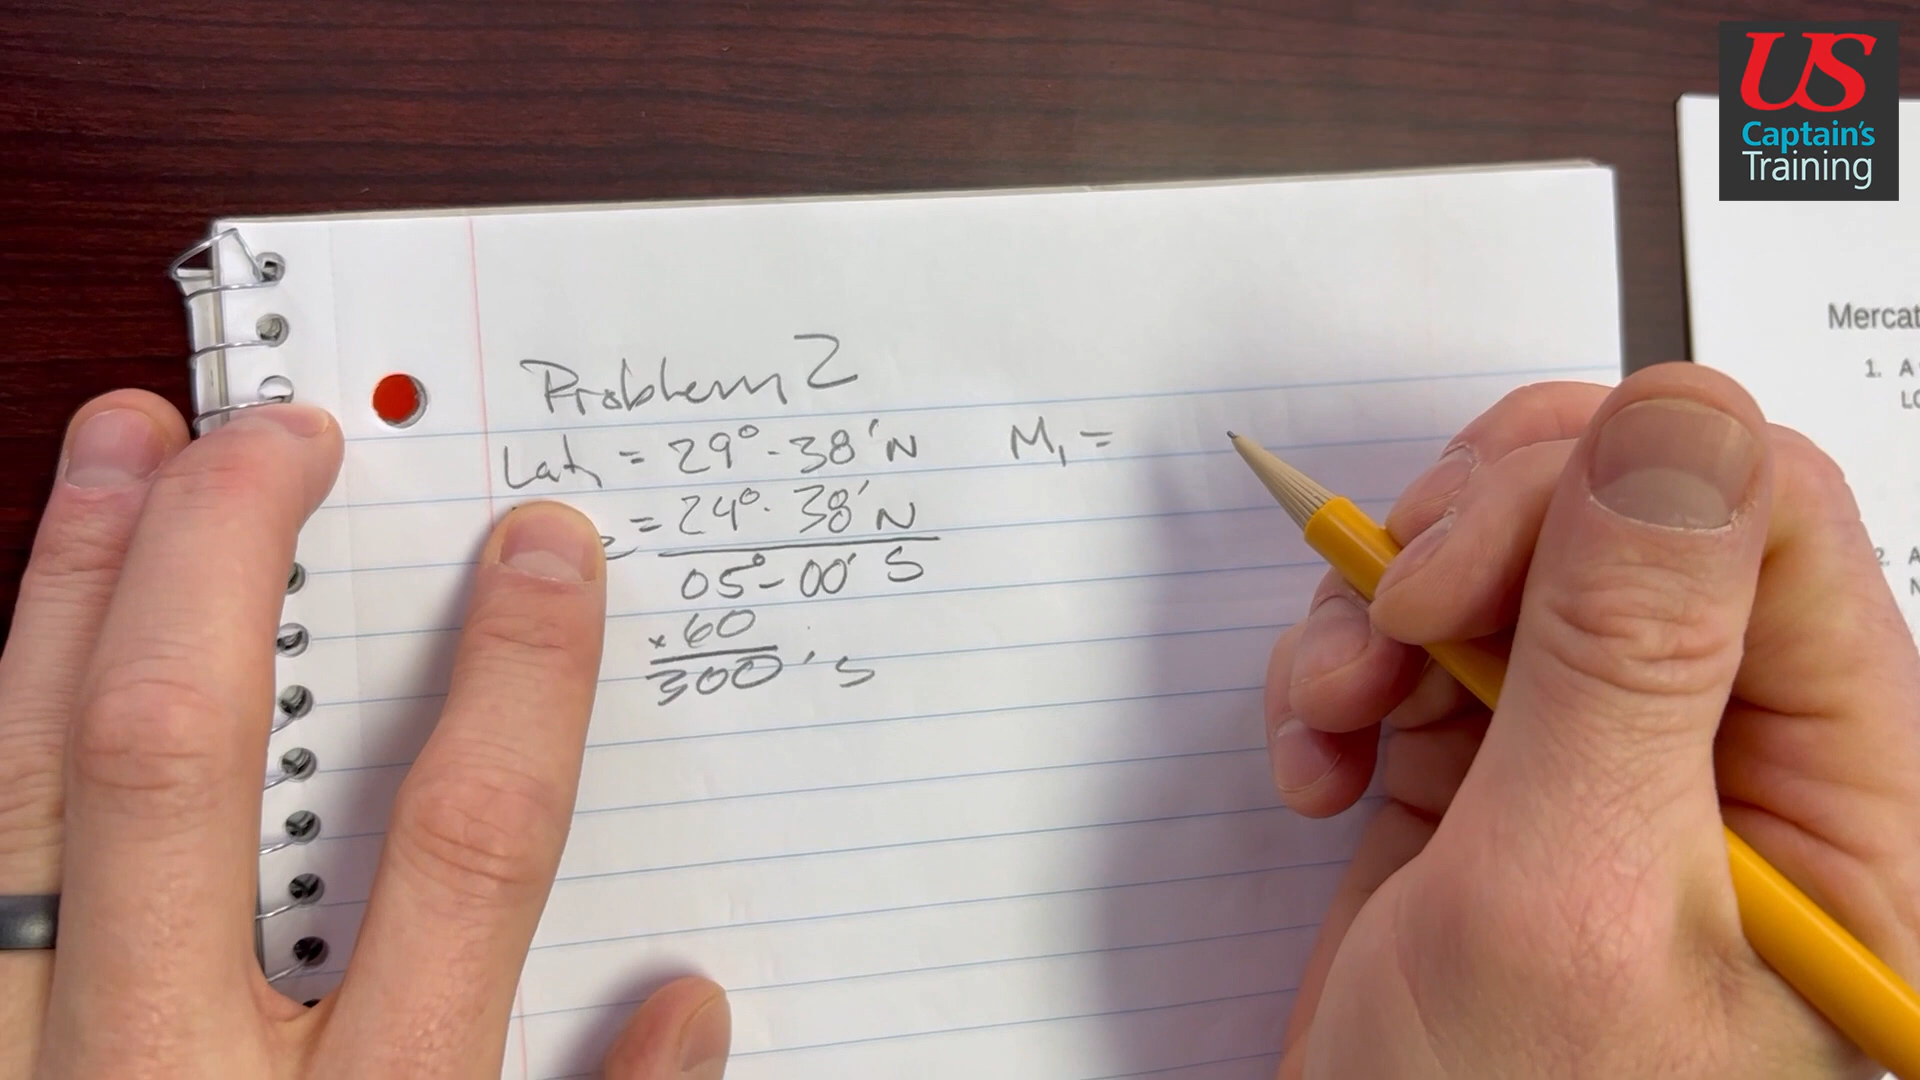 US
Captain's
Training
Problem 2
Lat₁ = 29° - 38' N
M₁ =
= 24° - 38' N
05° - 00' S
x 60
300' S
Mercat
1. A
LO
2. A
N